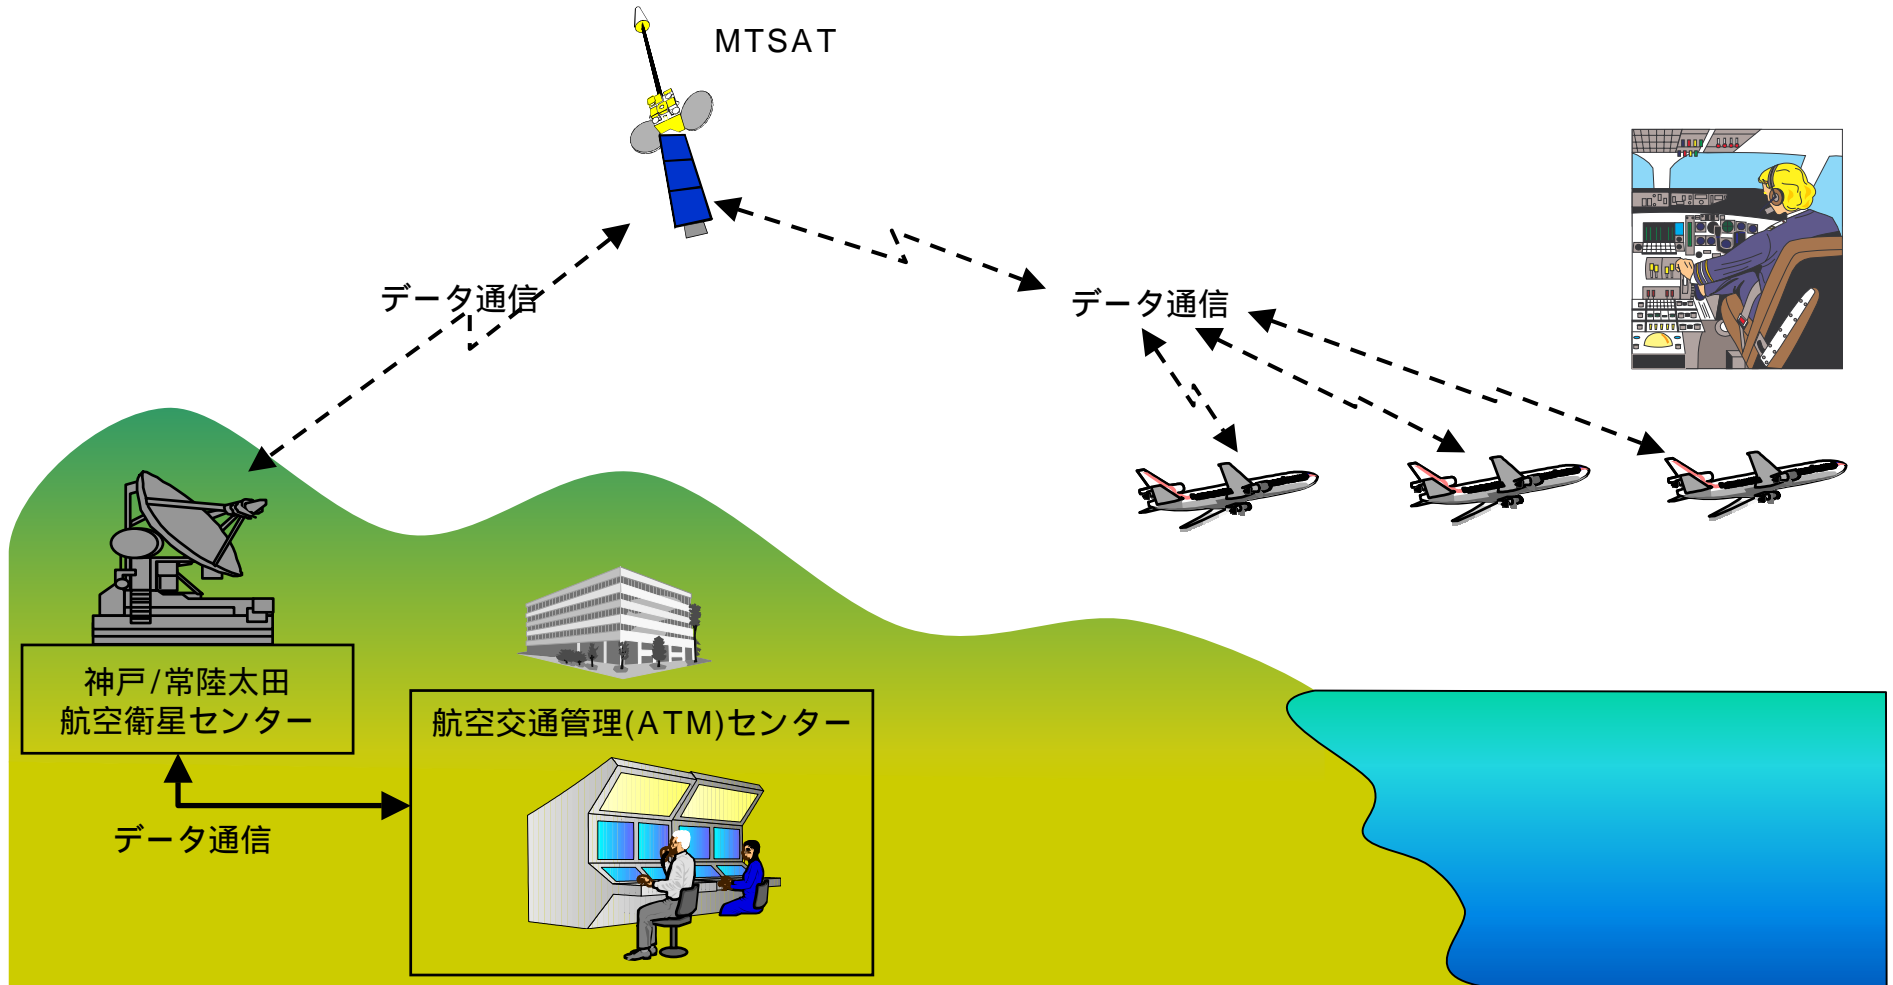 MTSAT
データ通信
データ通信
神戸/常陸太田
航空衛星センター
航空交通管理(ATM)センター
データ通信